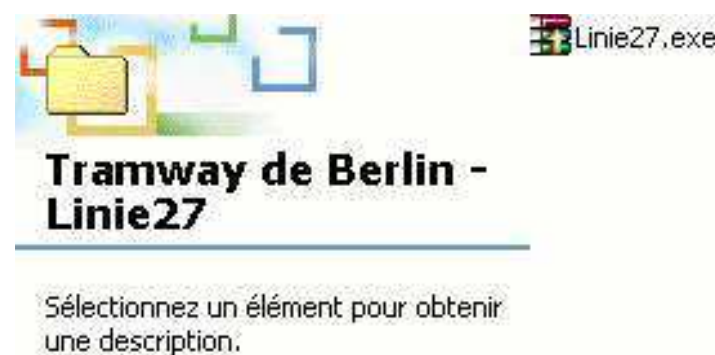 Linie27.exe
Tramway de Berlin -
Linie27
Sélectionnez un élément pour obtenir
une description.